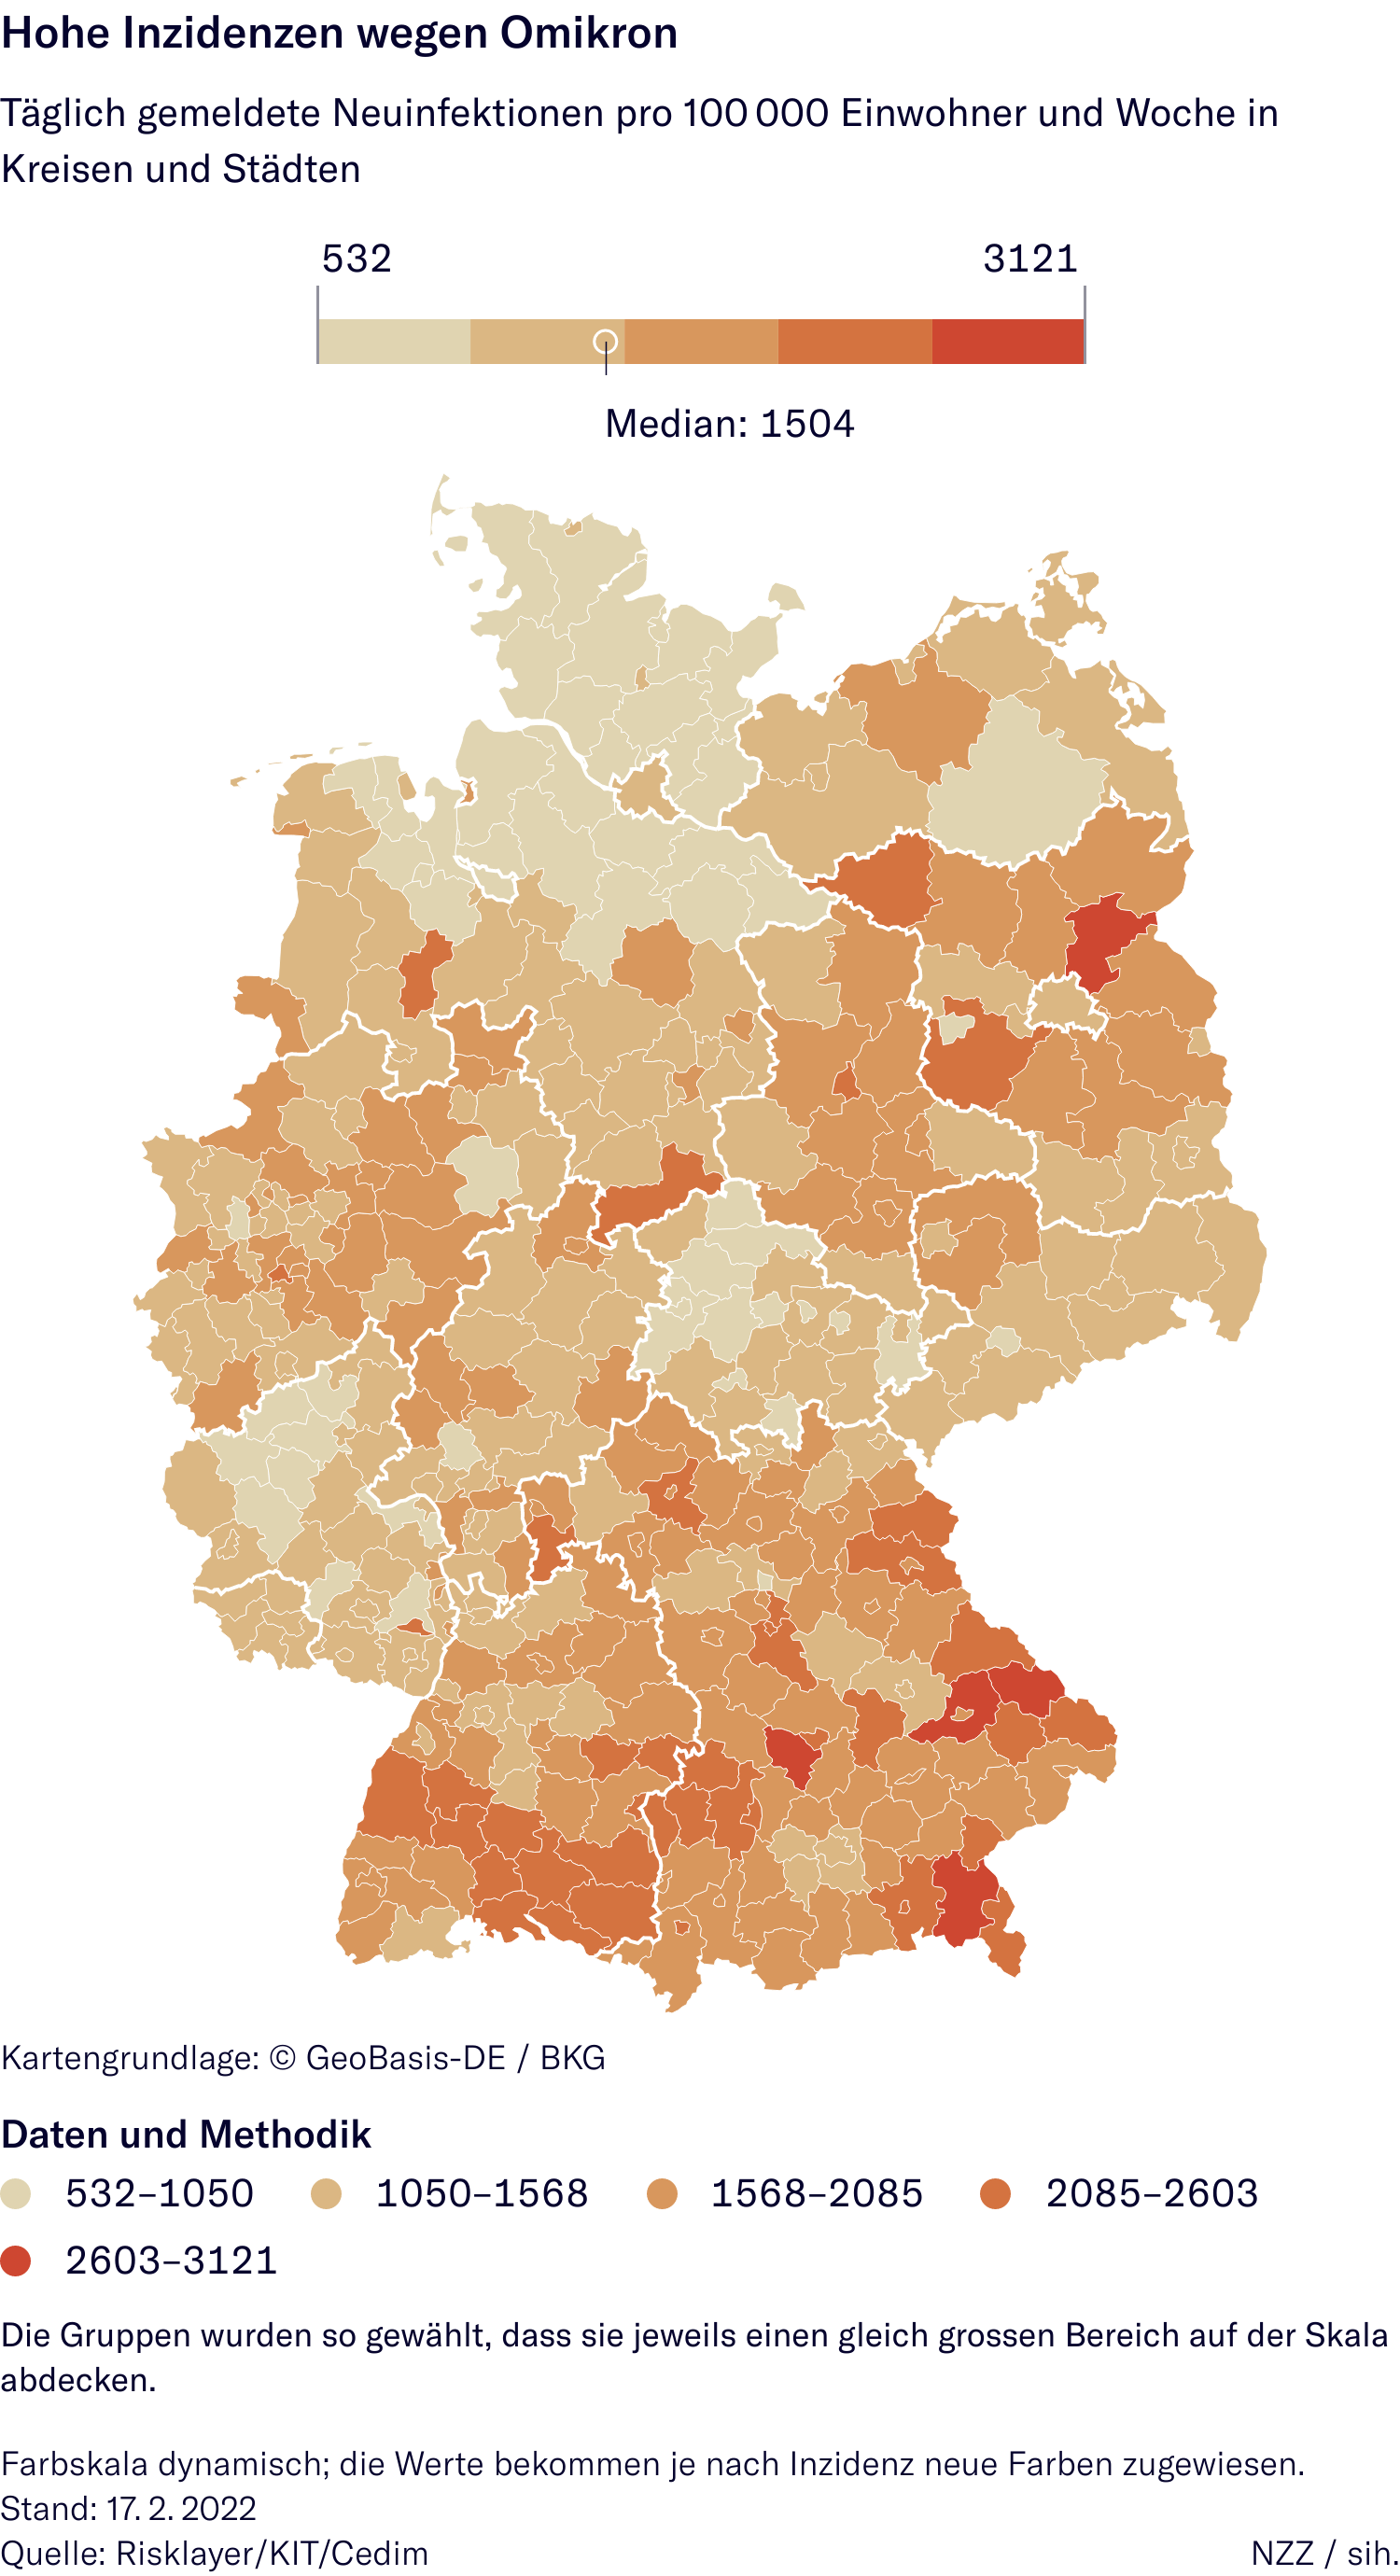 Hohe Inzidenzen wegen Omikron
Täglich gemeldete Neuinfektionen pro 100 000 Einwohner und Woche in
Kreisen und Städten
532 3121
Median: 1504
Kartengrundlage: © GeoBasis-DE / BKG
Daten und Methodik
532–1050 1050–1568 1568–2085 2085–2603
2603–3121
Die Gruppen wurden so gewählt, dass sie jeweils einen gleich grossen Bereich auf der Skala
abdecken.
Farbskala dynamisch; die Werte bekommen je nach Inzidenz neue Farben zugewiesen.
Stand: 17. 2. 2022
Quelle: Risklayer/KIT/Cedim NZZ / sih.